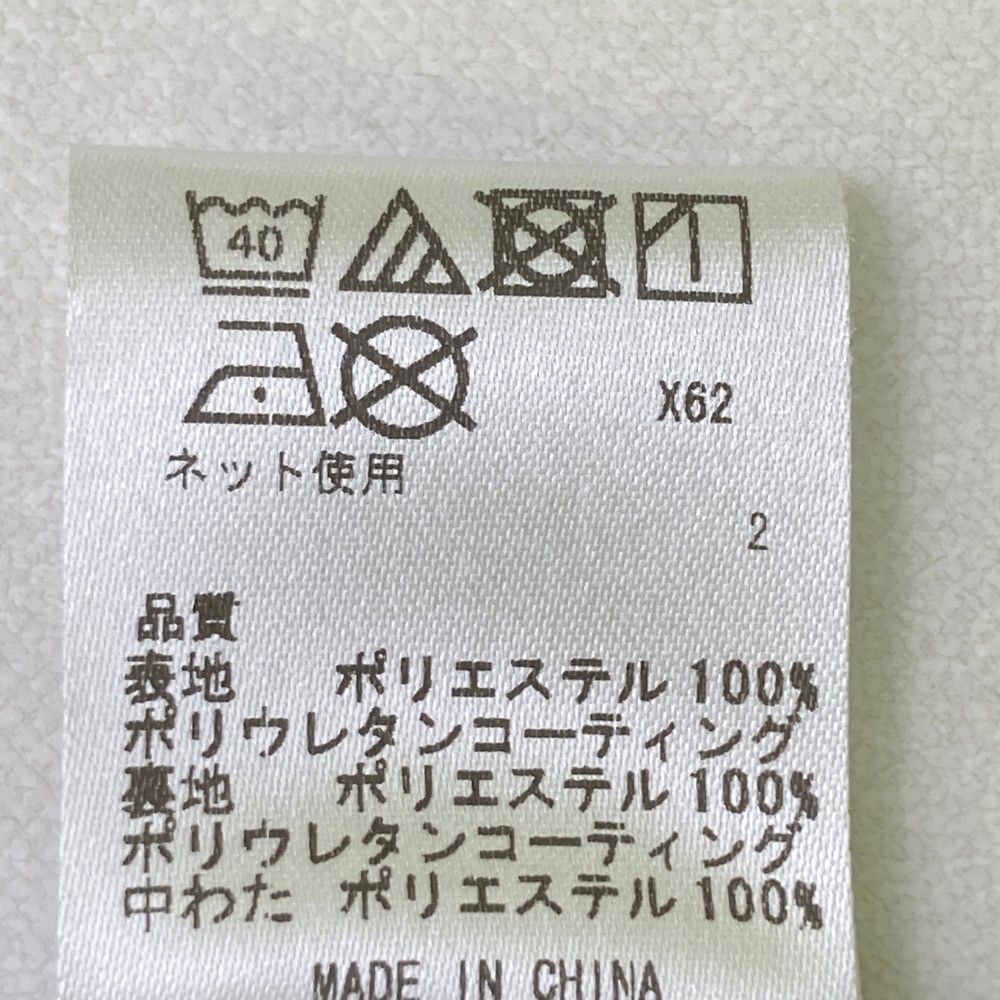 40
X62
ネット使用
2
品質
表地 ポリエステル 100%
ポリウレタンコーディング
裏地 ポリエステル 100%
ポリウレタンコーディング
中わた ポリエステル 100%
MADE IN CHINA